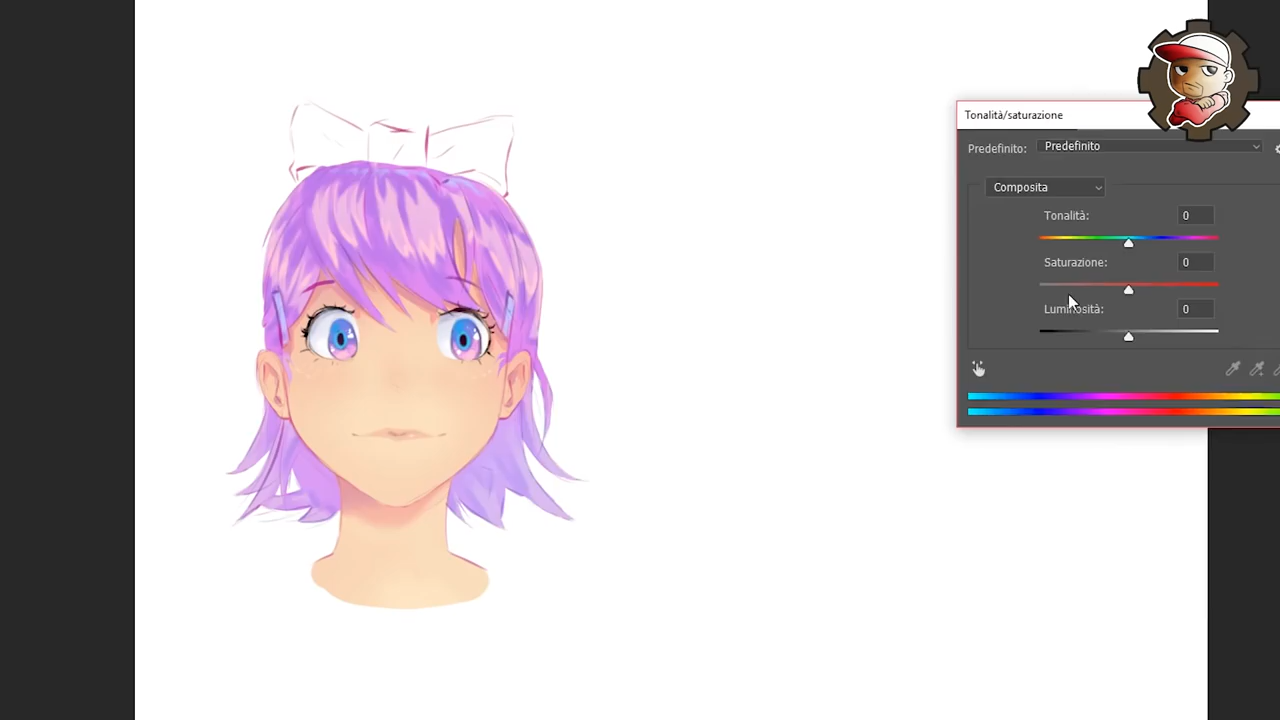 Tonalità/saturazione
Predefinito: Predefinito
Composita
Tonalità: 0
Saturazione: 0
Luminosità: 0